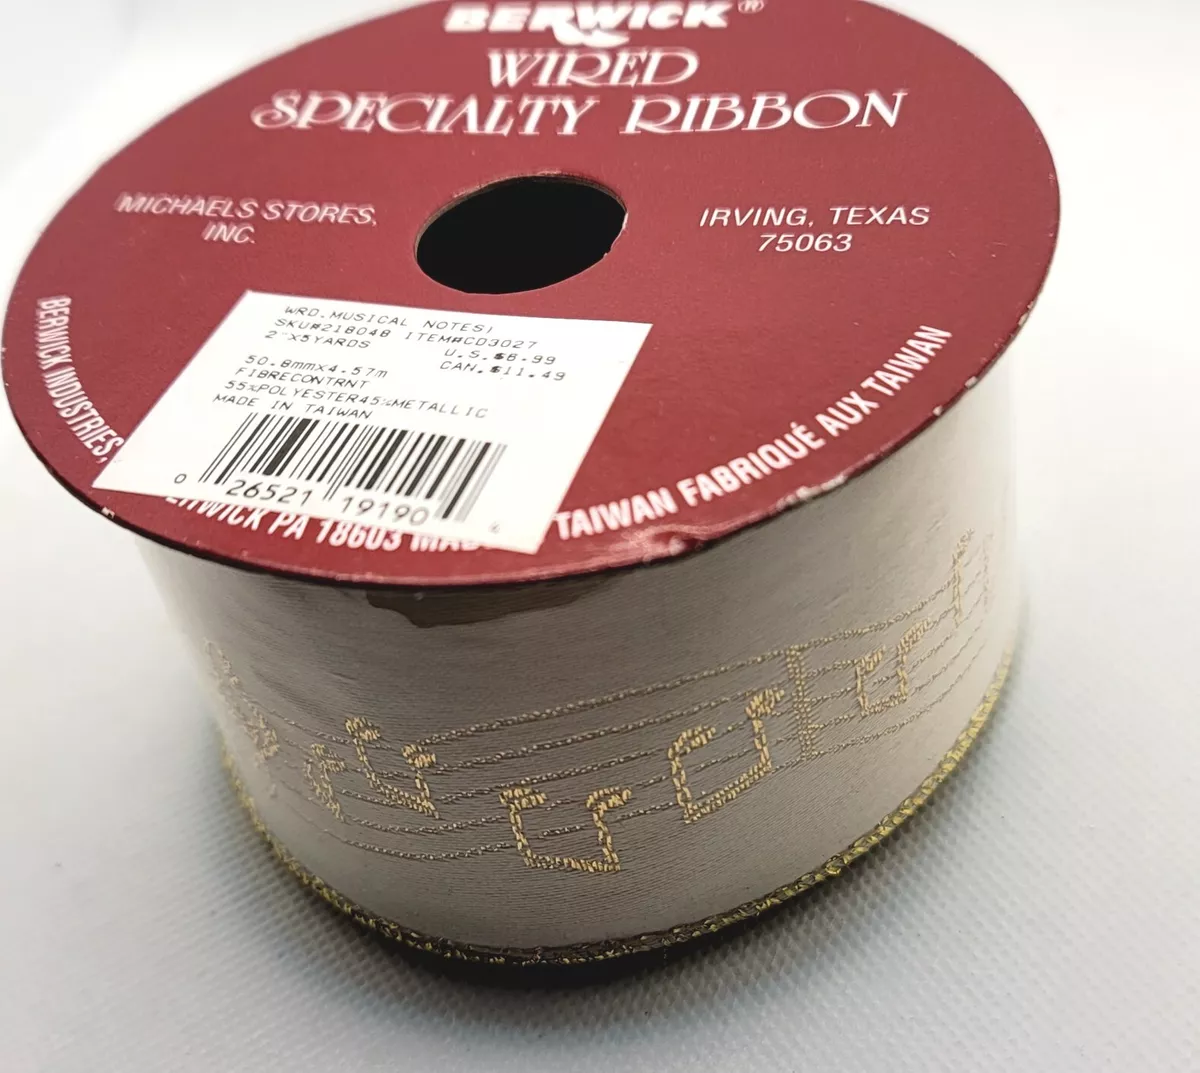 BERWICK®
WIRED
SPECIALTY RIBBON
MICHAELS STORES,
INC.
IRVING, TEXAS
75063
WRD.MUSICAL NOTES)
SKU#218048 ITEM#CD3027
2"X5YARDS
U.S.$8.99
50.8mmX4.57m
CAN.$11.49
FIBRECONTRNT
55%POLYESTER45%METALLIC
MADE IN TAIWAN
0 26521 19190
BERWICK INDUSTRIES,
PA 18603
TAIWAN FABRIQUÉ AUX TAIWAN